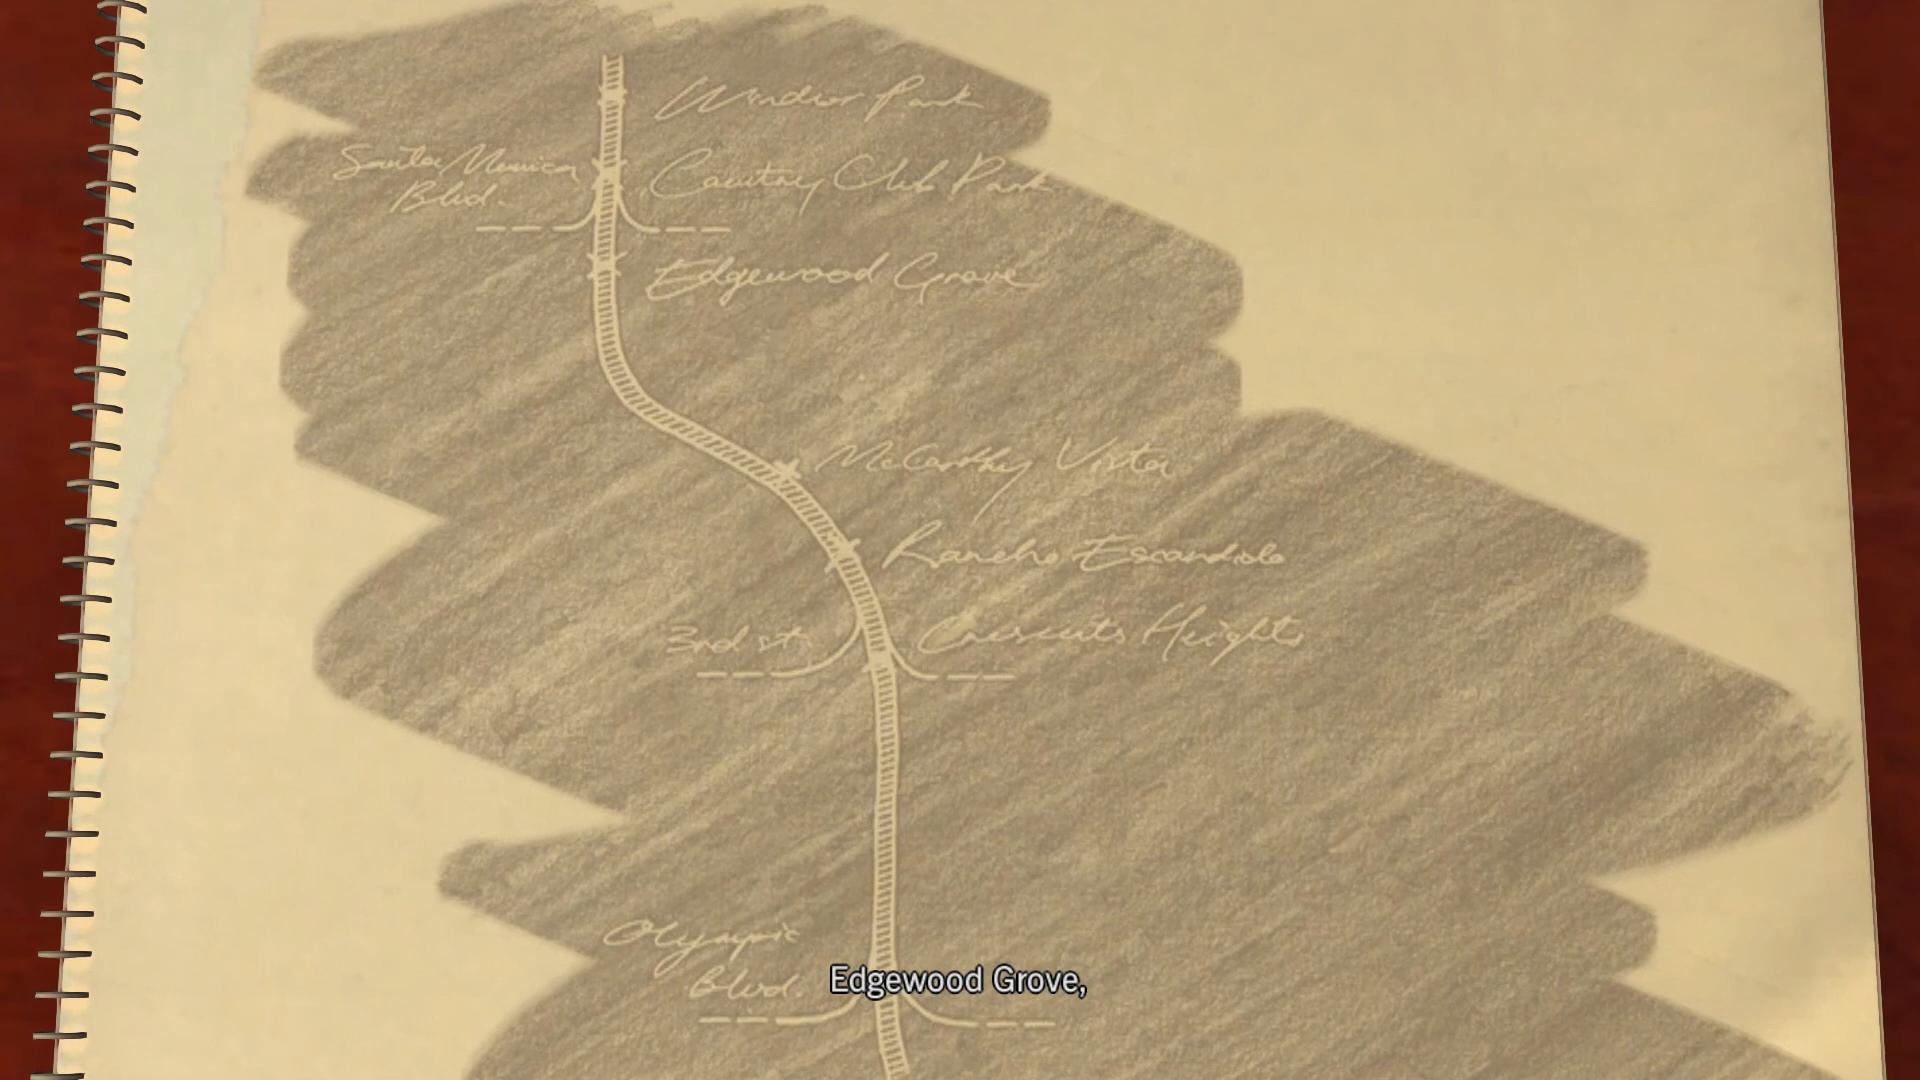 Windsor Park
Santa Monica
Blvd.
Country Club Park
Edgewood Grove
McCarthy Vista
Rancho Escondido
3rd st.
Crescents Heights
Olympic
Blvd.
Edgewood Grove,